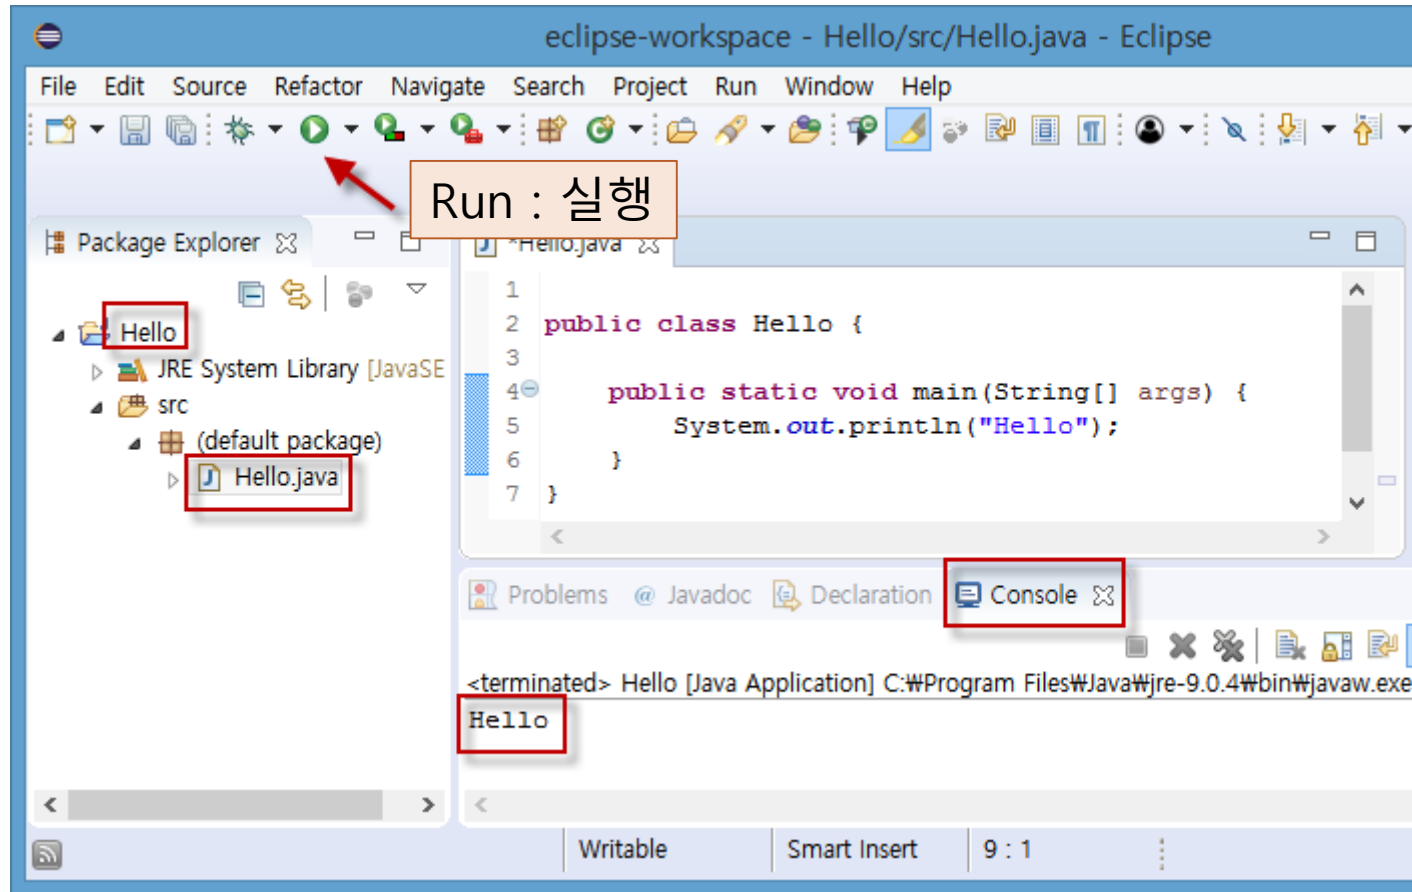 eclipse-workspace - Hello/src/Hello.java - Eclipse
File Edit Source Refactor Navigate Search Project Run Window Help
Run : 실행
Package Explorer
*Hello.java
Hello
JRE System Library [JavaSE
src
(default package)
Hello.java
1
2 public class Hello {
3
4 public static void main(String[] args) {
5 System.out.println("Hello");
6 }
7 }
Problems @ Javadoc Declaration Console
<terminated> Hello [Java Application] C:₩Program Files₩Java₩jre-9.0.4₩bin₩javaw.exe
Hello
Writable Smart Insert 9 : 1